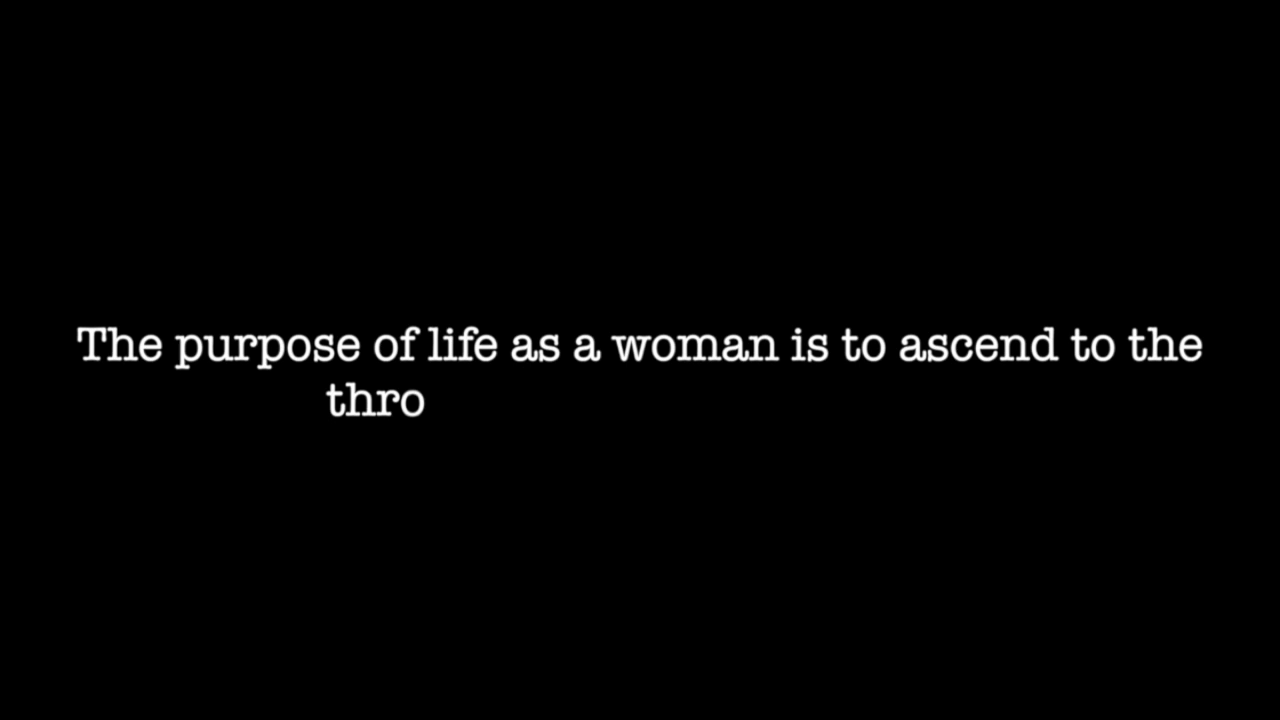 The purpose of life as a woman is to ascend to the
thro